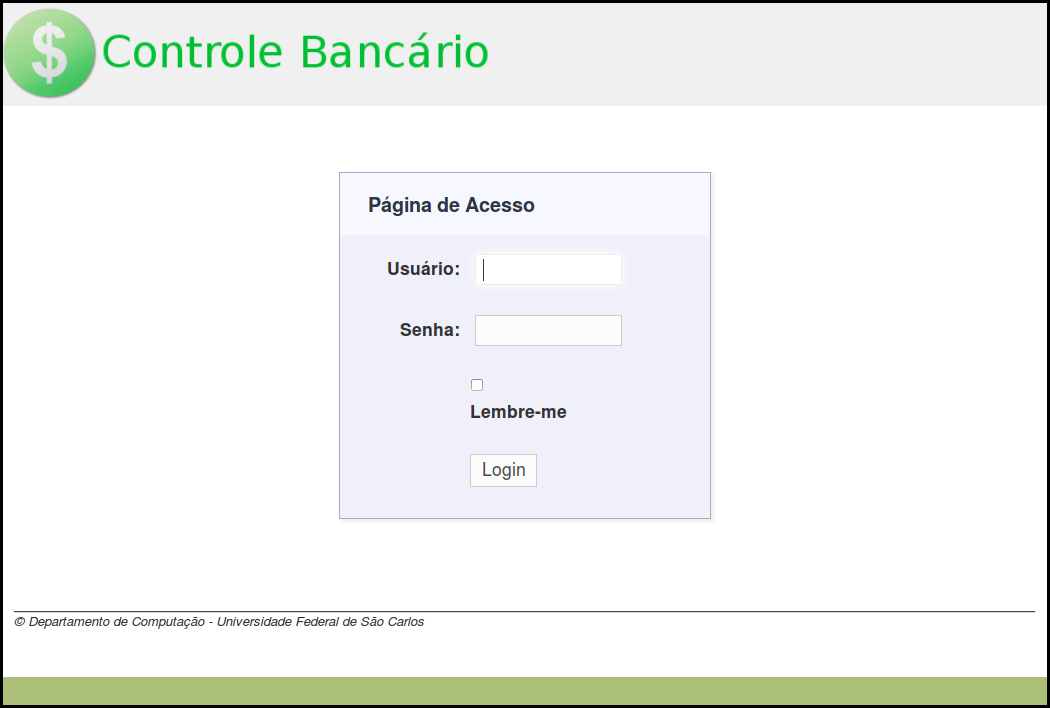 $ Controle Bancário
Página de Acesso
Usuário:
Senha:
Lembre-me
Login
© Departamento de Computação - Universidade Federal de São Carlos